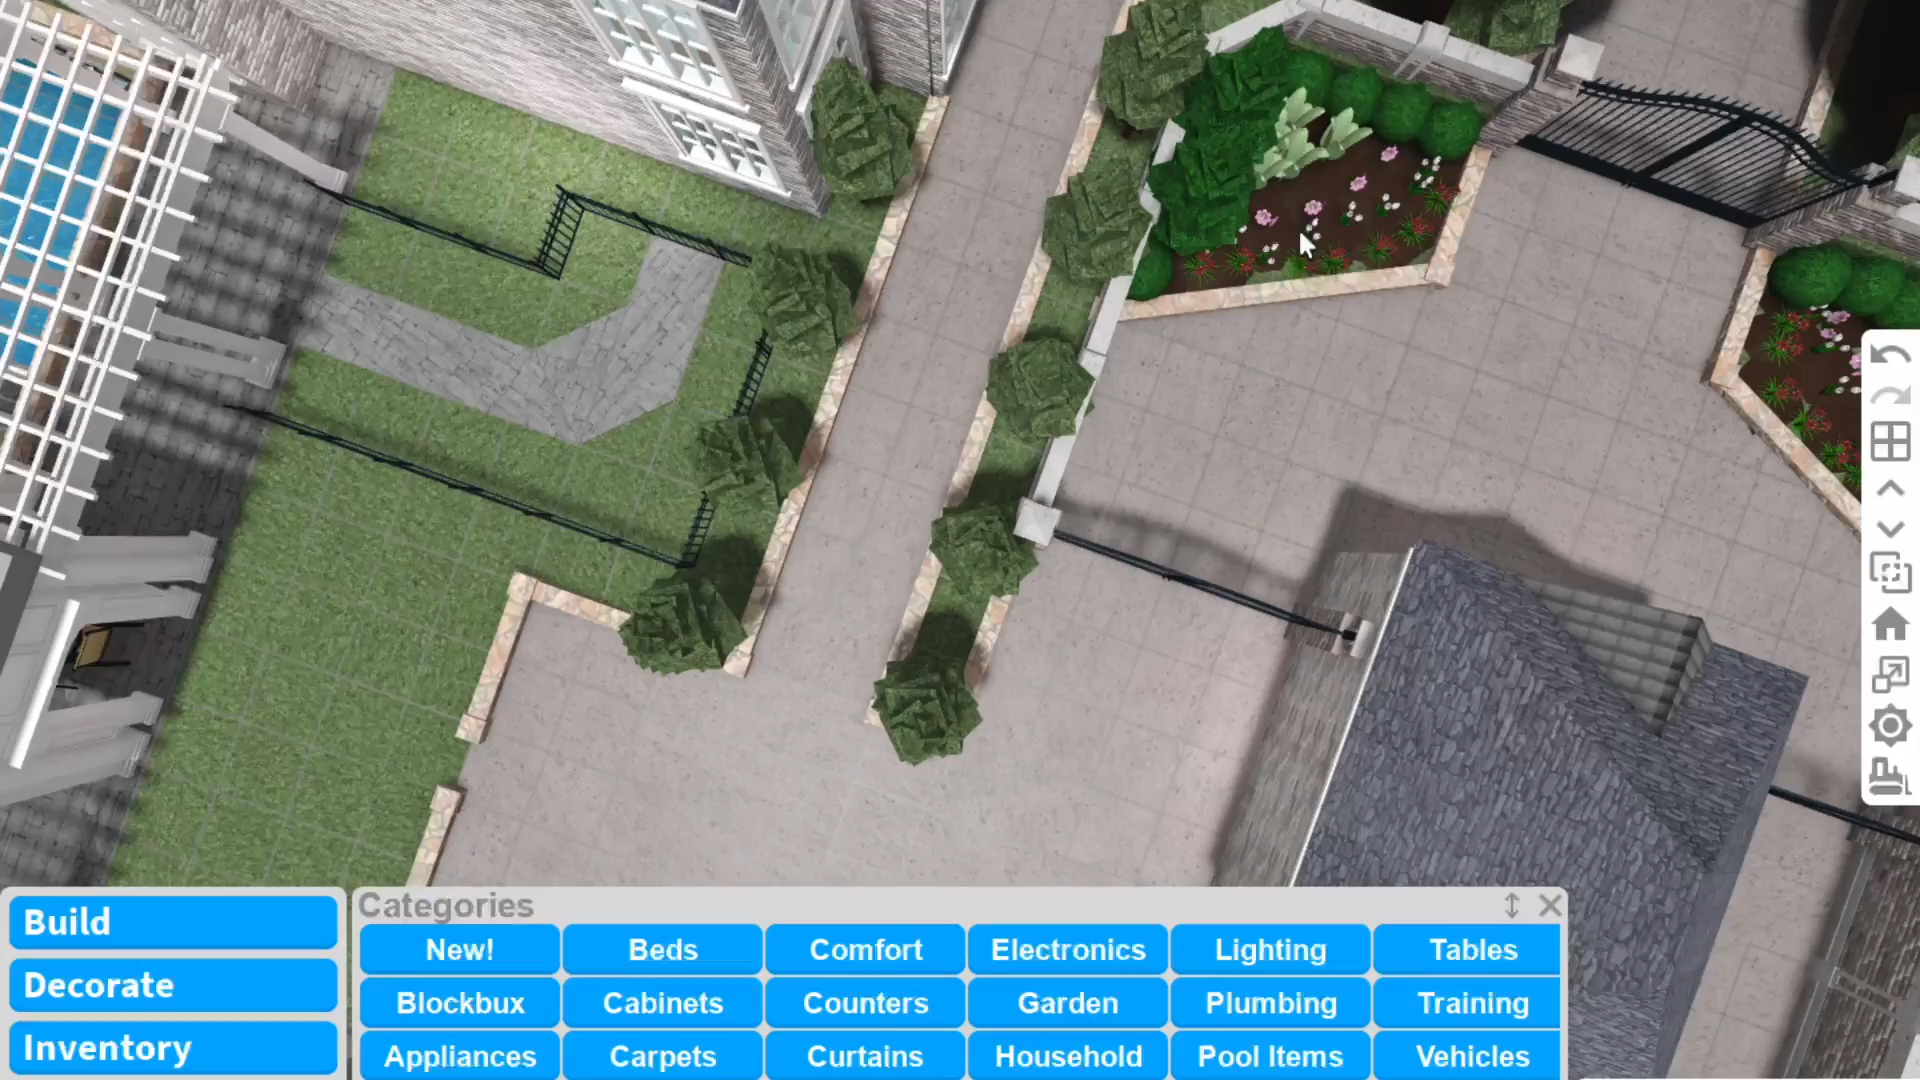 Build
Decorate
Inventory
Categories
New! Beds Comfort Electronics Lighting Tables
Blockbux Cabinets Counters Garden Plumbing Training
Appliances Carpets Curtains Household Pool Items Vehicles